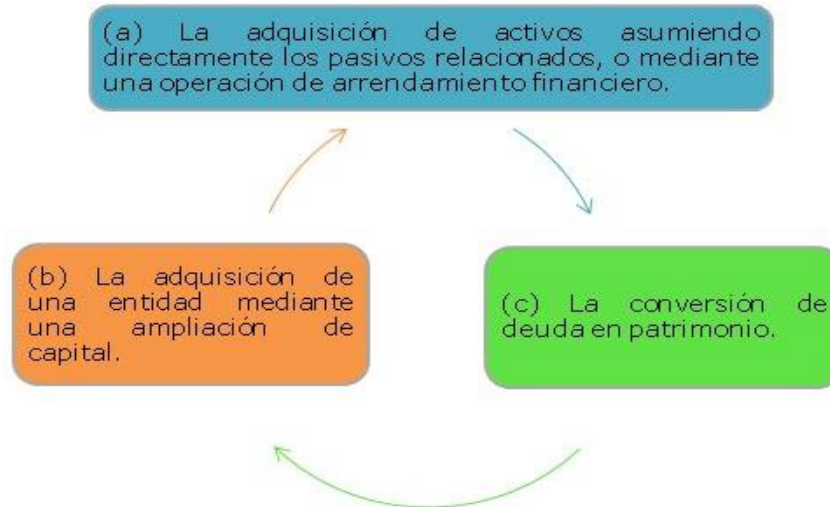 (a) La adquisición de activos asumiendo
directamente los pasivos relacionados, o mediante
una operación de arrendamiento financiero.
(b) La adquisición de
una entidad mediante
una ampliación de
capital.
(c) La conversión de
deuda en patrimonio.